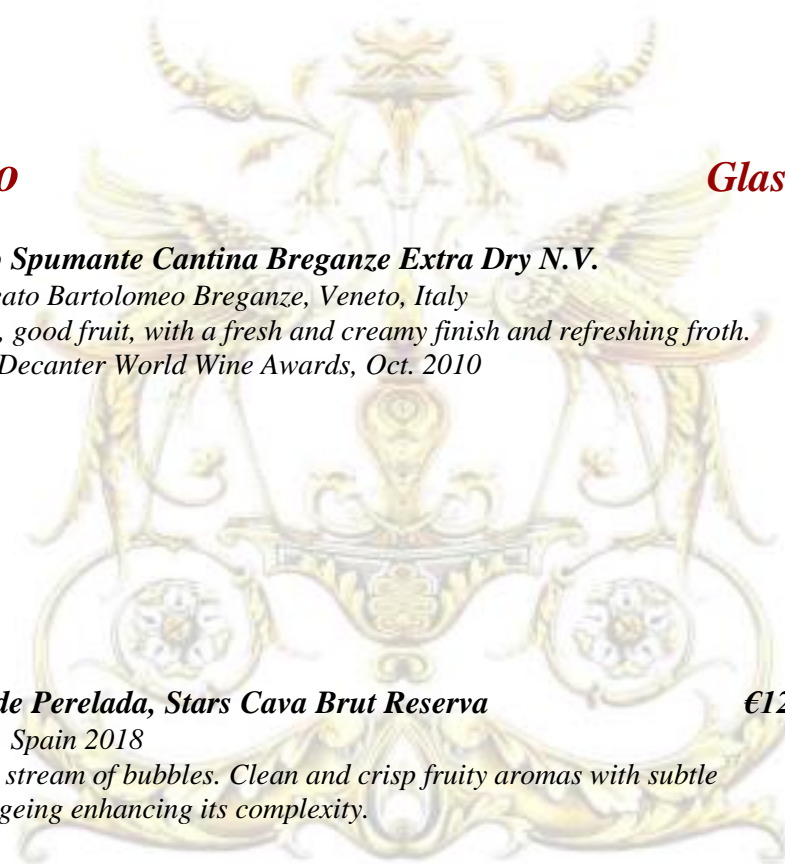 o Glas
o Spumante Cantina Breganze Extra Dry N.V.
eato Bartolomeo Breganze, Veneto, Italy
, good fruit, with a fresh and creamy finish and refreshing froth.
Decanter World Wine Awards, Oct. 2010
de Perelada, Stars Cava Brut Reserva €12
Spain 2018
stream of bubbles. Clean and crisp fruity aromas with subtle
geing enhancing its complexity.